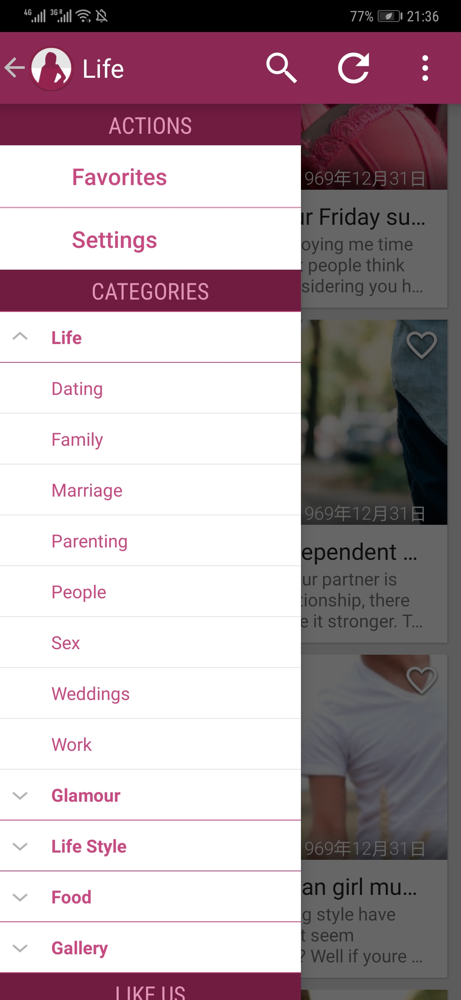 4G 3G R 77% 21:36
Life
ACTIONS
Favorites
Settings
CATEGORIES
Life
Dating
Family
Marriage
Parenting
People
Sex
Weddings
Work
Glamour
Life Style
Food
Gallery
LIKE US
969年12月31日
ur Friday su...
oying me time
people think
sidering you h...
969年12月31日
ependent ...
ur partner is
tionship, there
e it stronger. T...
969年12月31日
an girl mu...
g style have
t seem
? Well if youre ...